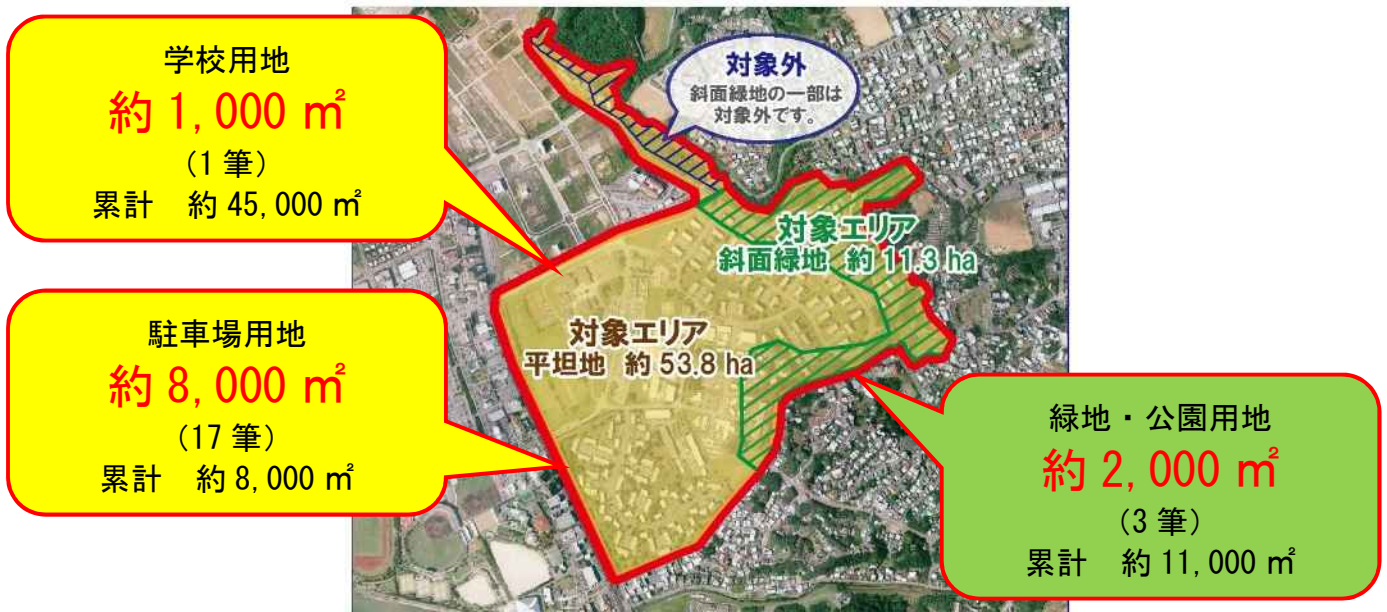 学校用地
約 1,000 ㎡
(1 筆)
累計 約 45,000 ㎡
駐車場用地
約 8,000 ㎡
(17 筆)
累計 約 8,000 ㎡
対象外
斜面緑地の一部は
対象外です。
対象エリア
斜面緑地 約 11.3 ha
対象エリア
平坦地 約 53.8 ha
緑地・公園用地
約 2,000 ㎡
(3 筆)
累計 約 11,000 ㎡